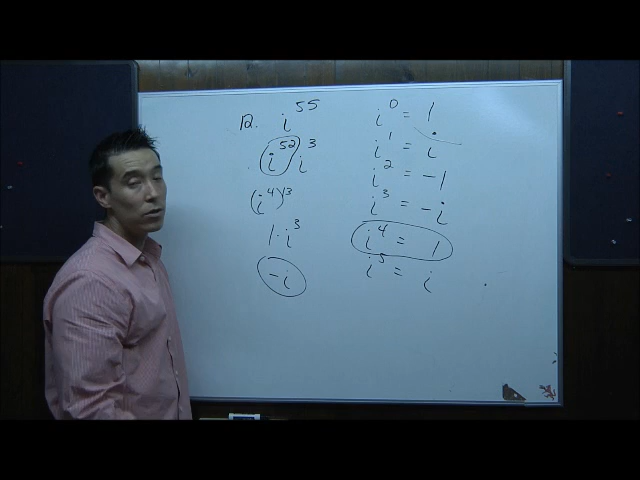 12. i^55
i^52 i^3
(i^4)^13
1 · i^3
-i
i^0 = 1
i^1 = i
i^2 = -1
i^3 = -i
i^4 = 1
i^5 = i